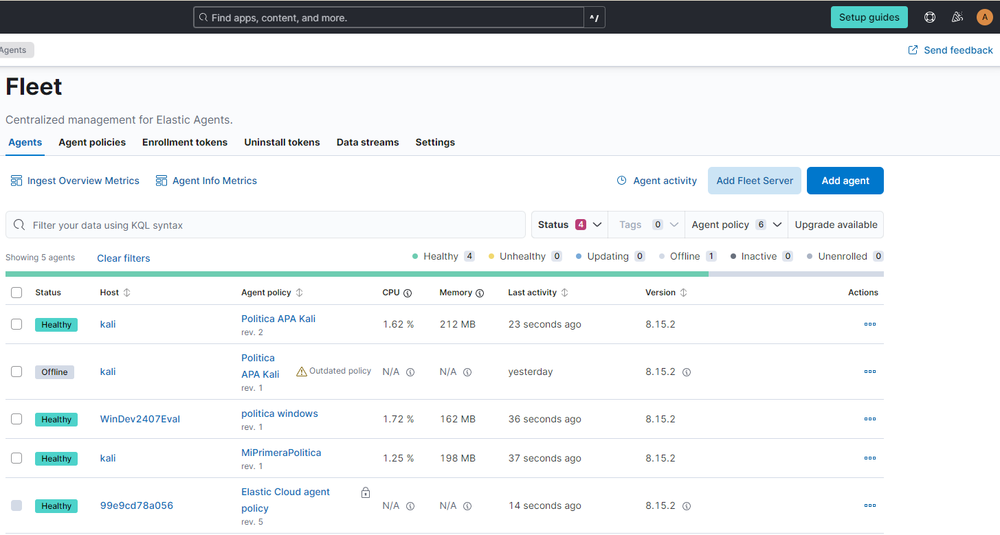 Find apps, content, and more.
^/
Setup guides
A
Agents
Send feedback
Fleet
Centralized management for Elastic Agents.
Agents Agent policies Enrollment tokens Uninstall tokens Data streams Settings
Ingest Overview Metrics Agent Info Metrics Agent activity Add Fleet Server Add agent
Filter your data using KQL syntax Status 4 Tags 0 Agent policy 6 Upgrade available
Showing 5 agents Clear filters Healthy 4 Unhealthy 0 Updating 0 Offline 1 Inactive 0 Unenrolled 0
Status Host Agent policy CPU Memory Last activity Version Actions
Healthy kali Politica APA Kali 1.62 % 212 MB 23 seconds ago 8.15.2
rev. 2
Politica
Offline kali APA Kali Outdated policy N/A N/A yesterday 8.15.2
rev. 1
Healthy WinDev2407Eval politica windows 1.72 % 162 MB 36 seconds ago 8.15.2
rev. 1
Healthy kali MiPrimeraPolitica 1.25 % 198 MB 37 seconds ago 8.15.2
rev. 1
Elastic Cloud agent
Healthy 99e9cd78a056 policy N/A N/A 14 seconds ago 8.15.2
rev. 5